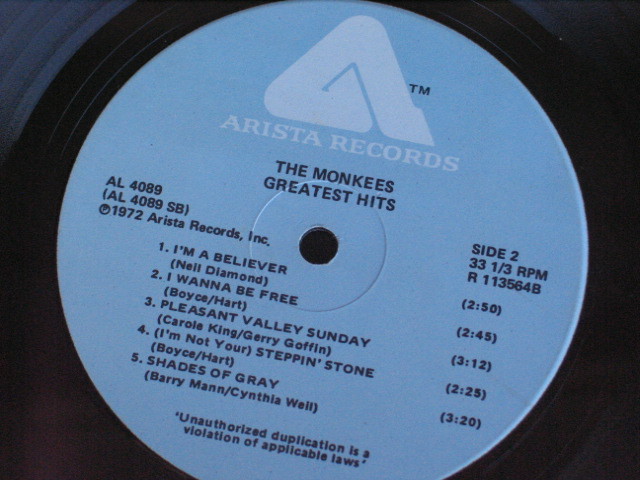 TM
ARISTA RECORDS
THE MONKEES
GREATEST HITS
AL 4089
(AL 4089 SB)
℗1972 Arista Records, Inc.
SIDE 2
33 1/3 RPM
R 113564B
1. I'M A BELIEVER
(Neil Diamond) (2:50)
2. I WANNA BE FREE
(Boyce/Hart) (2:45)
3. PLEASANT VALLEY SUNDAY
(Carole King/Gerry Goffin) (3:12)
4. (I'm Not Your) STEPPIN' STONE
(Boyce/Hart) (2:25)
5. SHADES OF GRAY
(Barry Mann/Cynthia Weil) (3:20)
'Unauthorized duplication is a
violation of applicable laws'